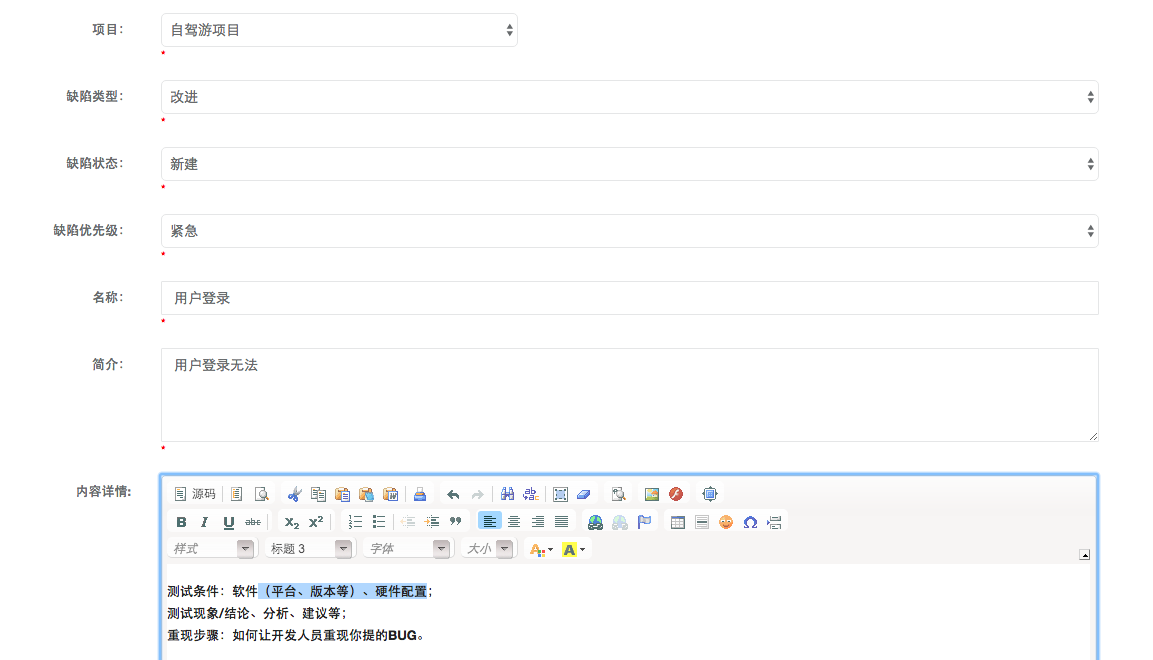 项目： 自驾游项目
*
缺陷类型： 改进
*
缺陷状态： 新建
*
缺陷优先级： 紧急
*
名称： 用户登录
*
简介： 用户登录无法
*
内容详情:
源码
B I U abc X₂ X²
样式 标题 3 字体 大小 A A
测试条件：软件（平台、版本等）、硬件配置；
测试现象/结论、分析、建议等；
重现步骤：如何让开发人员重现你提的BUG。